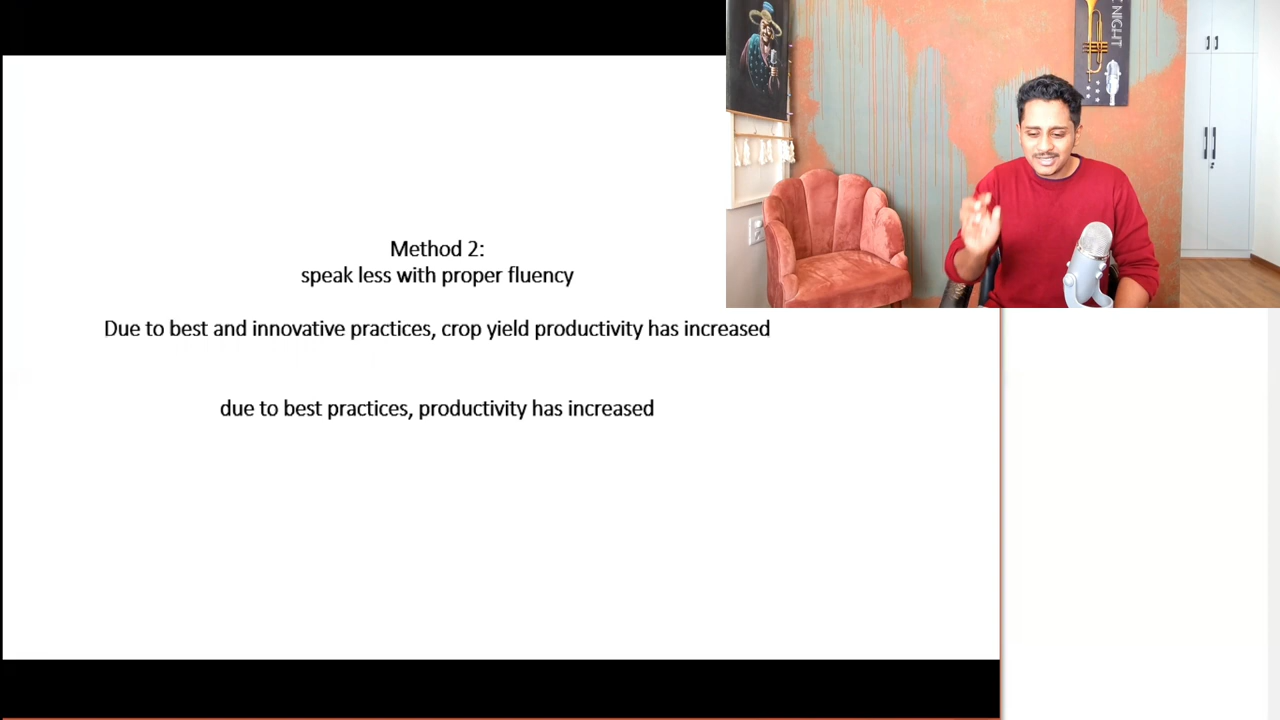 Method 2:
speak less with proper fluency
Due to best and innovative practices, crop yield productivity has increased
due to best practices, productivity has increased
NIGHT